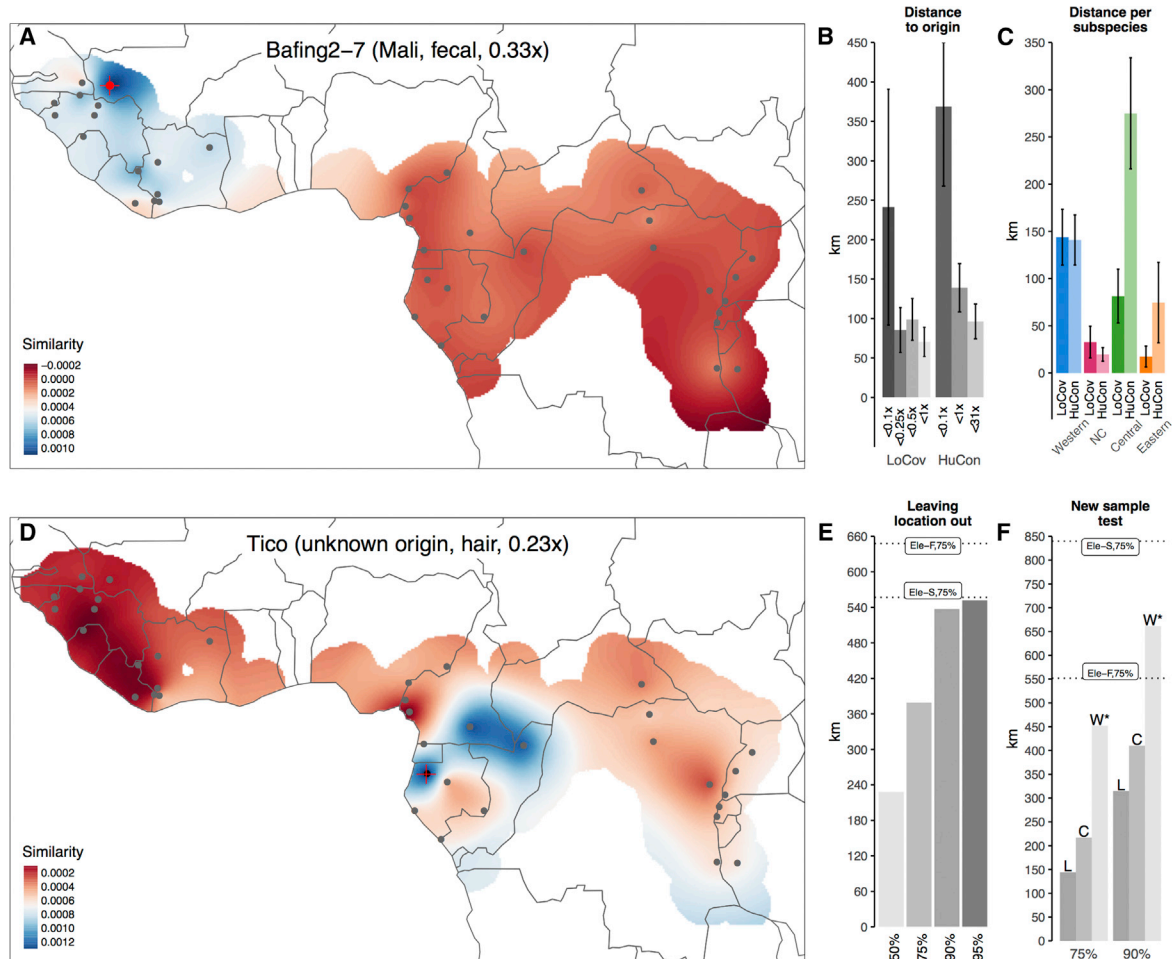 A
Bafing2−7 (Mali, fecal, 0.33x)
Similarity
−0.0002
0.0000
0.0002
0.0004
0.0006
0.0008
0.0010
B
Distance
to origin
450
400
350
300
250
200
150
100
50
0
km
<0.1x
<0.25x
<0.5x
<1x
<0.1x
<1x
<31x
LoCov HuCon
C
Distance per
subspecies
350
300
250
200
150
100
50
0
km
LoCov
HuCon
LoCov
HuCon
LoCov
HuCon
LoCov
HuCon
Western
NC
Central
Eastern
D
Tico (unknown origin, hair, 0.23x)
Similarity
0.0002
0.0004
0.0006
0.0008
0.0010
0.0012
E
Leaving
location out
660
600
540
480
420
360
300
240
180
120
60
0
km
Ele−F,75%
Ele−S,75%
50%
75%
90%
95%
F
New sample
test
850
800
750
700
650
600
550
500
450
400
350
300
250
200
150
100
50
0
km
Ele−S,75%
Ele−F,75%
L
C
W*
L
C
W*
75% 90%